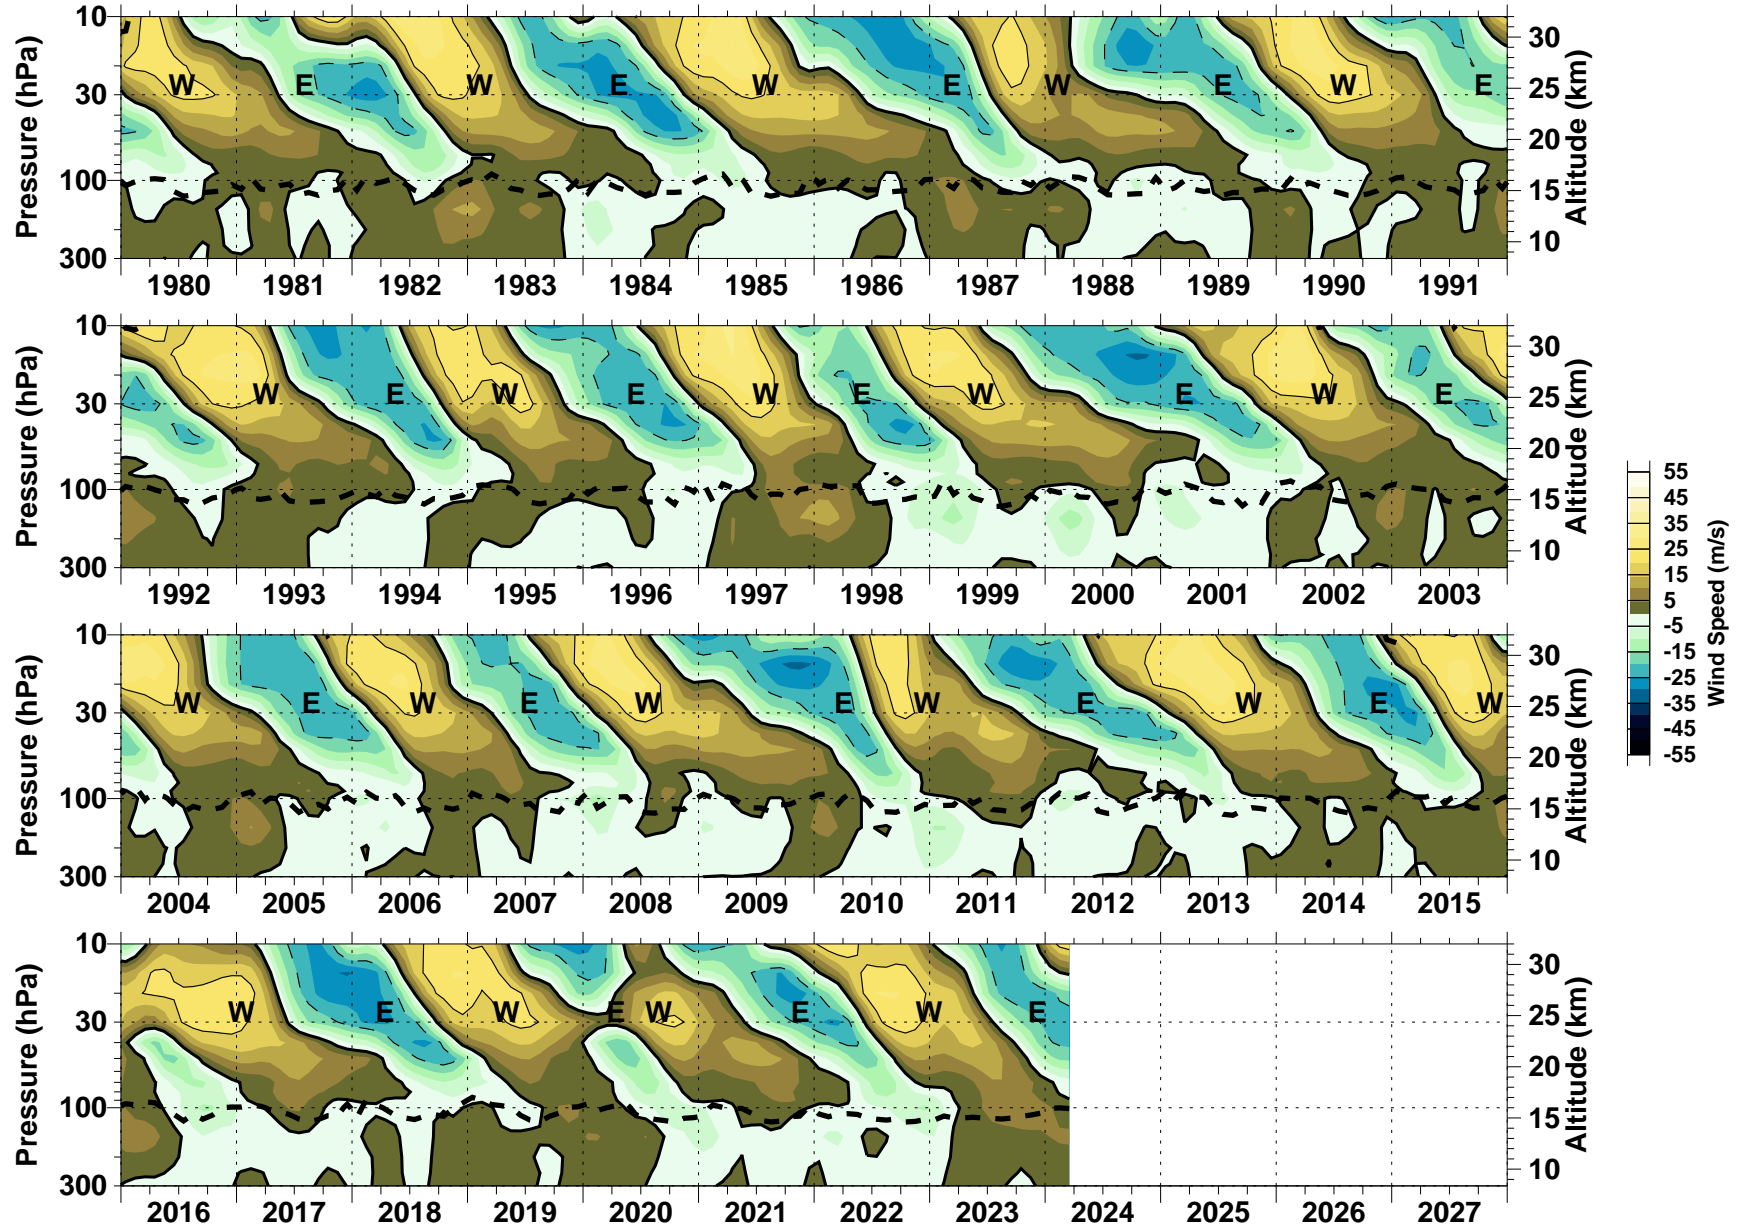 10
30
100
300
Pressure (hPa)
W E W E W E W E W E
30
25
20
15
10
Altitude (km)
1980 1981 1982 1983 1984 1985 1986 1987 1988 1989 1990 1991
10
30
100
300
Pressure (hPa)
W E W E W E W E W E
30
25
20
15
10
Altitude (km)
1992 1993 1994 1995 1996 1997 1998 1999 2000 2001 2002 2003
10
30
100
300
Pressure (hPa)
W E W E W E W E W E W
30
25
20
15
10
Altitude (km)
2004 2005 2006 2007 2008 2009 2010 2011 2012 2013 2014 2015
10
30
100
300
Pressure (hPa)
W E W E W E W E
30
25
20
15
10
Altitude (km)
2016 2017 2018 2019 2020 2021 2022 2023 2024 2025 2026 2027
55
45
35
25
15
5
-5
-15
-25
-35
-45
-55
Wind Speed (m/s)